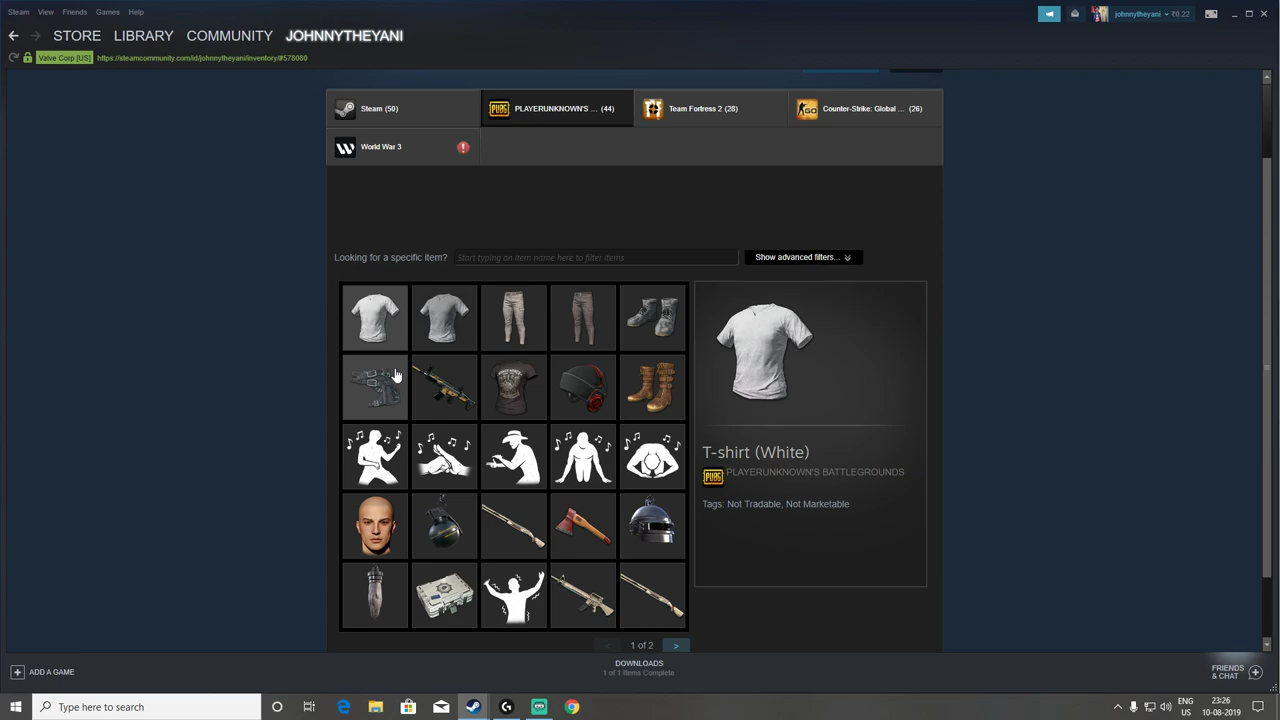 Steam View Friends Games Help
johnnytheyani ₹0.22
STORE LIBRARY COMMUNITY JOHNNYTHEYANI
Valve Corp [US] https://steamcommunity.com/id/johnnytheyani/inventory/#578080
Steam (50)
PLAYERUNKNOWN'S ... (44)
Team Fortress 2 (28)
Counter-Strike: Global ... (26)
World War 3
Looking for a specific item? Start typing an item name here to filter items Show advanced filters...
T-shirt (White)
PUBG PLAYERUNKNOWN'S BATTLEGROUNDS
Tags: Not Tradable, Not Marketable
< 1 of 2 >
ADD A GAME
DOWNLOADS
1 of 1 Items Complete
FRIENDS
& CHAT
Type here to search
ENG
23:26
10-08-2019